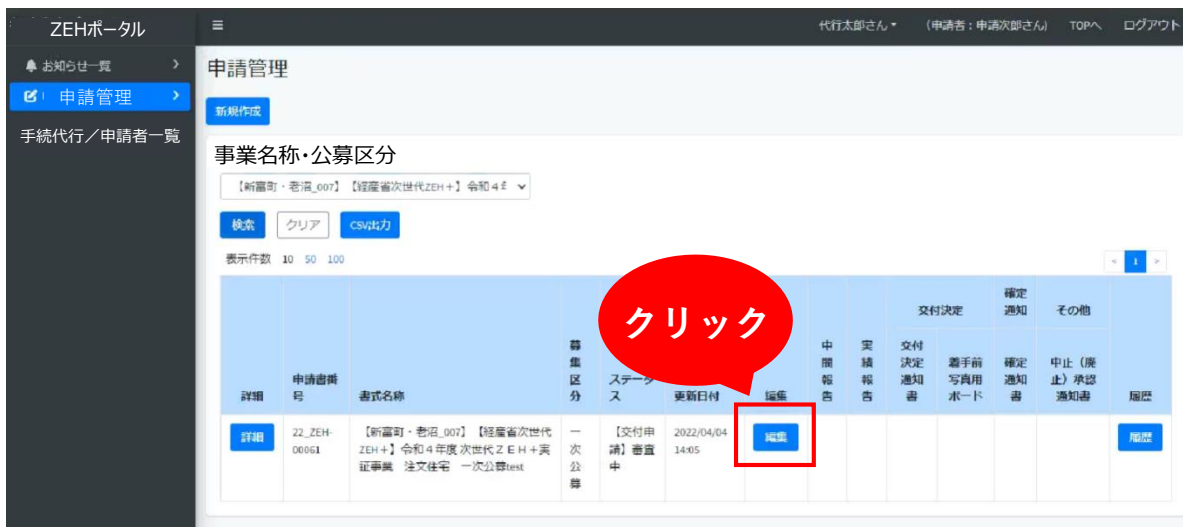 ZEHポータル
代行太郎さん
(申請者：申請次郎さん)
TOPへ
ログアウト
お知らせ一覧
申請管理
手続代行／申請者一覧
申請管理
新規作成
事業名称・公募区分
【新富町・老沼_007】【経産省次世代ZEH+】令和4年
検索
クリア
CSV出力
表示件数 10 50 100
< 1 >
クリック
交付決定
確定通知
その他
詳細
申請書番号
書式名称
募集区分
ステータス
更新日付
編集
中間報告
実績報告
交付決定通知書
着手前写真用ボード
確定通知書
中止（廃止）承認通知書
履歴
詳細
22_ZEH-00061
【新富町・老沼_007】【経産省次世代
ZEH+】令和４年度次世代ＺＥＨ＋実
証事業　注文住宅　一次公募test
一次公募
【交付申請】審査中
2022/04/04
14:05
編集
履歴